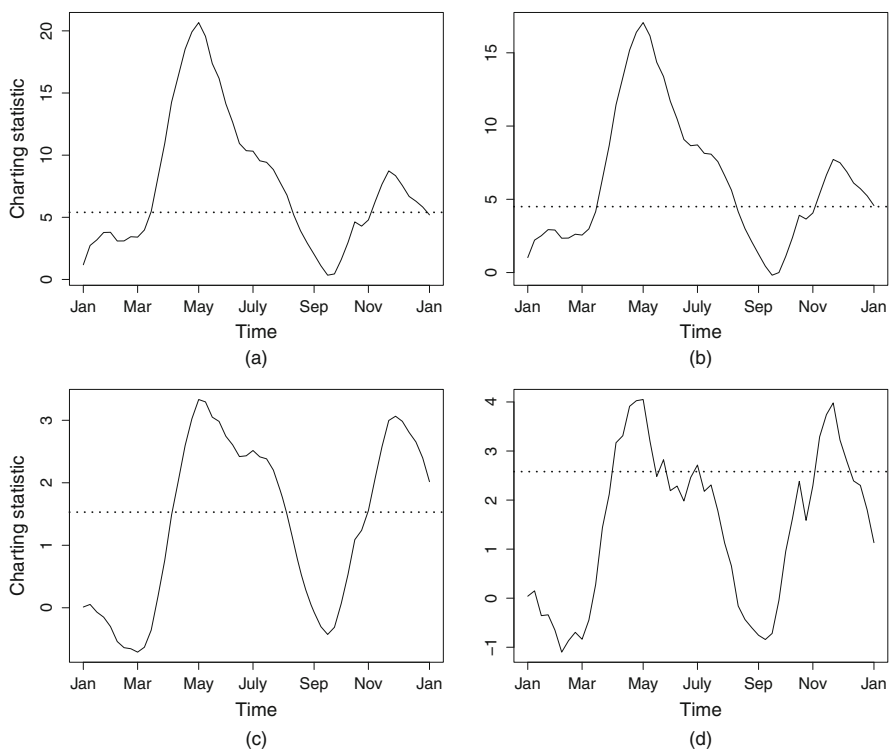 Charting statistic
0 5 10 15 20
Jan Mar May July Sep Nov Jan
Time
(a)
0 5 10 15
Jan Mar May July Sep Nov Jan
Time
(b)
Charting statistic
0 1 2 3
Jan Mar May July Sep Nov Jan
Time
(c)
−1 0 1 2 3 4
Jan Mar May July Sep Nov Jan
Time
(d)